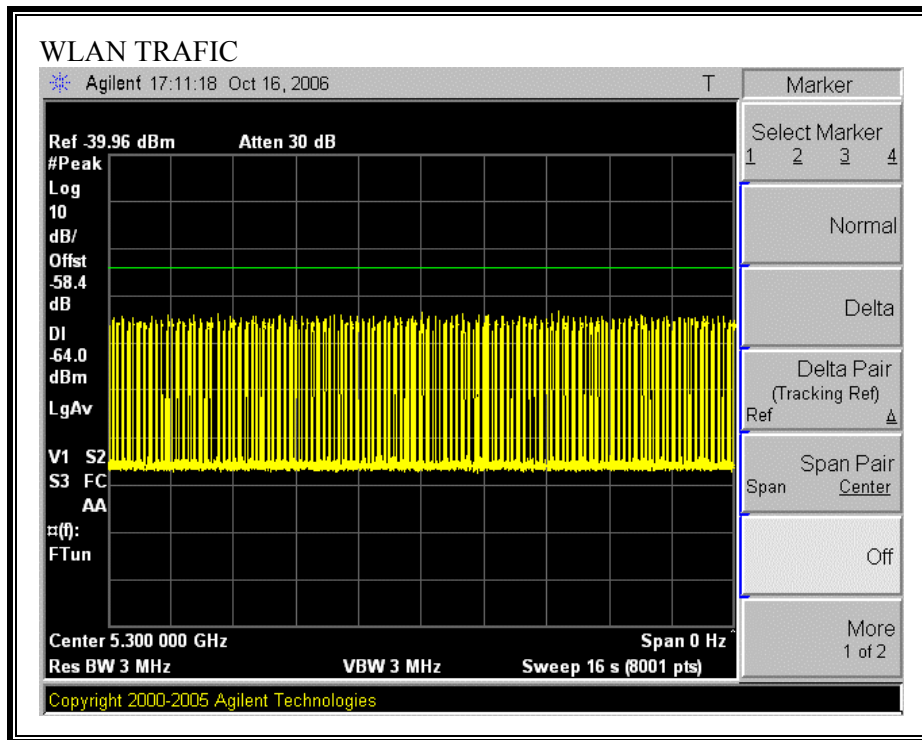 WLAN TRAFIC
Agilent 17:11:18 Oct 16, 2006 T
Ref -39.96 dBm Atten 30 dB
#Peak
Log
10
dB/
Offst
-58.4
dB
DI
-64.0
dBm
LgAv
V1 S2
S3 FC
AA
¤(f):
FTun
Center 5.300 000 GHz Span 0 Hz^
Res BW 3 MHz VBW 3 MHz Sweep 16 s (8001 pts)
Copyright 2000-2005 Agilent Technologies
Marker
Select Marker
1 2 3 4
Normal
Delta
Delta Pair
(Tracking Ref)
Ref Δ
Span Pair
Span Center
Off
More
1 of 2